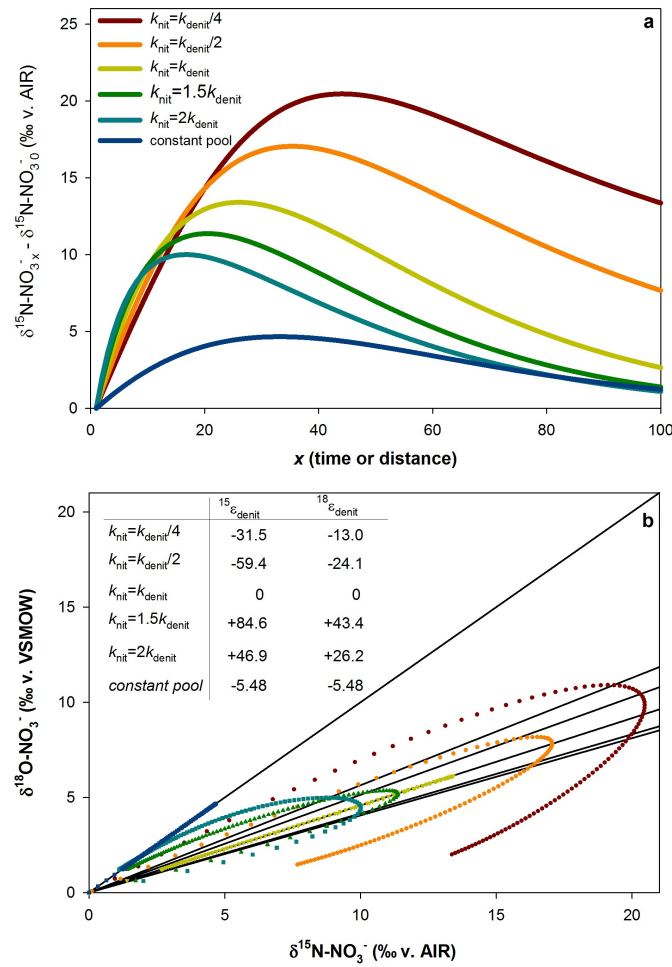 a
k_nit=k_denit/4
k_nit=k_denit/2
k_nit=k_denit
k_nit=1.5k_denit
k_nit=2k_denit
constant pool
δ¹⁵N-NO₃⁻ₓ - δ¹⁵N-NO₃⁻₀ (‰ v. AIR)
25
20
15
10
5
0
0 20 40 60 80 100
x (time or distance)
b
¹⁵ε_denit ¹⁸ε_denit
k_nit=k_denit/4 -31.5 -13.0
k_nit=k_denit/2 -59.4 -24.1
k_nit=k_denit 0 0
k_nit=1.5k_denit +84.6 +43.4
k_nit=2k_denit +46.9 +26.2
constant pool -5.48 -5.48
δ¹⁸O-NO₃⁻ (‰ v. VSMOW)
20
15
10
5
0
0 5 10 15 20
δ¹⁵N-NO₃⁻ (‰ v. AIR)